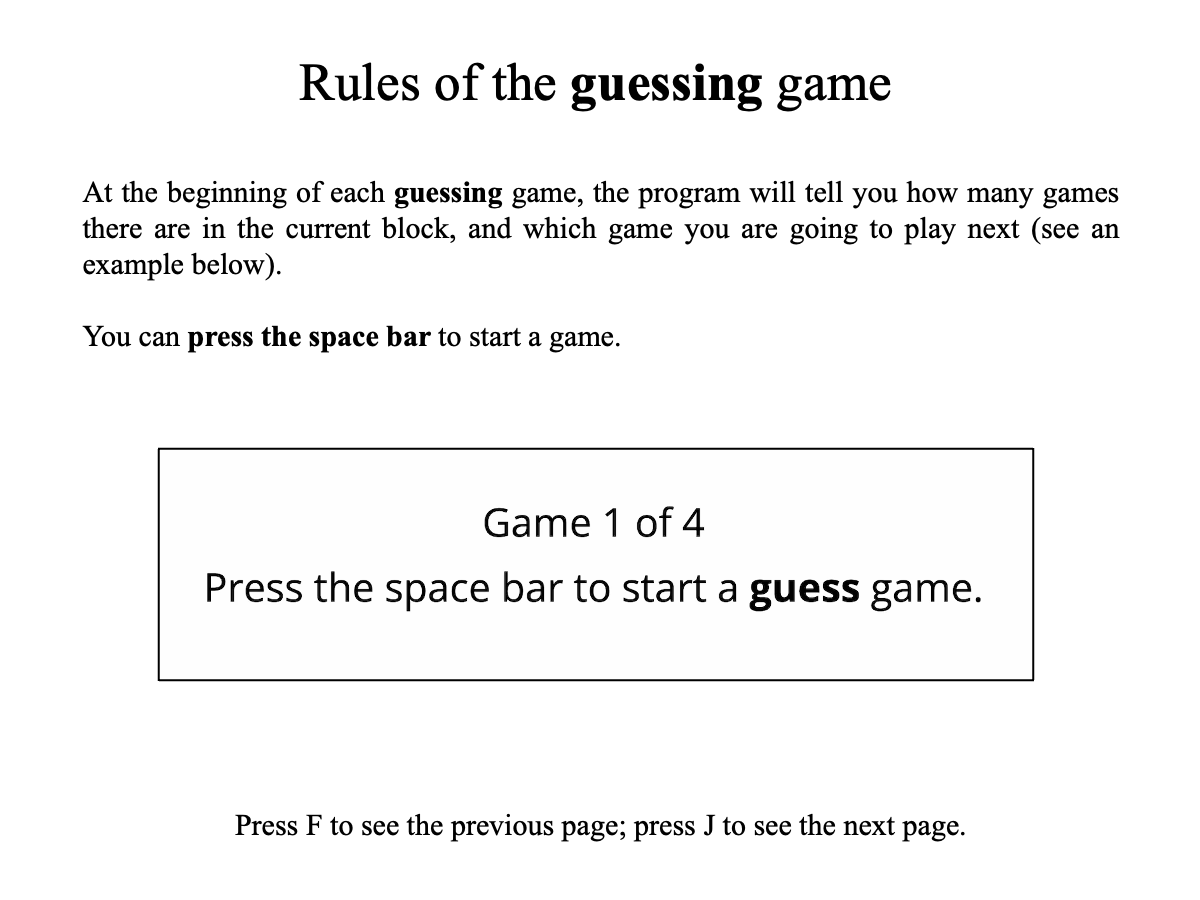 Rules of the guessing game
At the beginning of each guessing game, the program will tell you how many games
there are in the current block, and which game you are going to play next (see an
example below).
You can press the space bar to start a game.
Game 1 of 4
Press the space bar to start a guess game.
Press F to see the previous page; press J to see the next page.